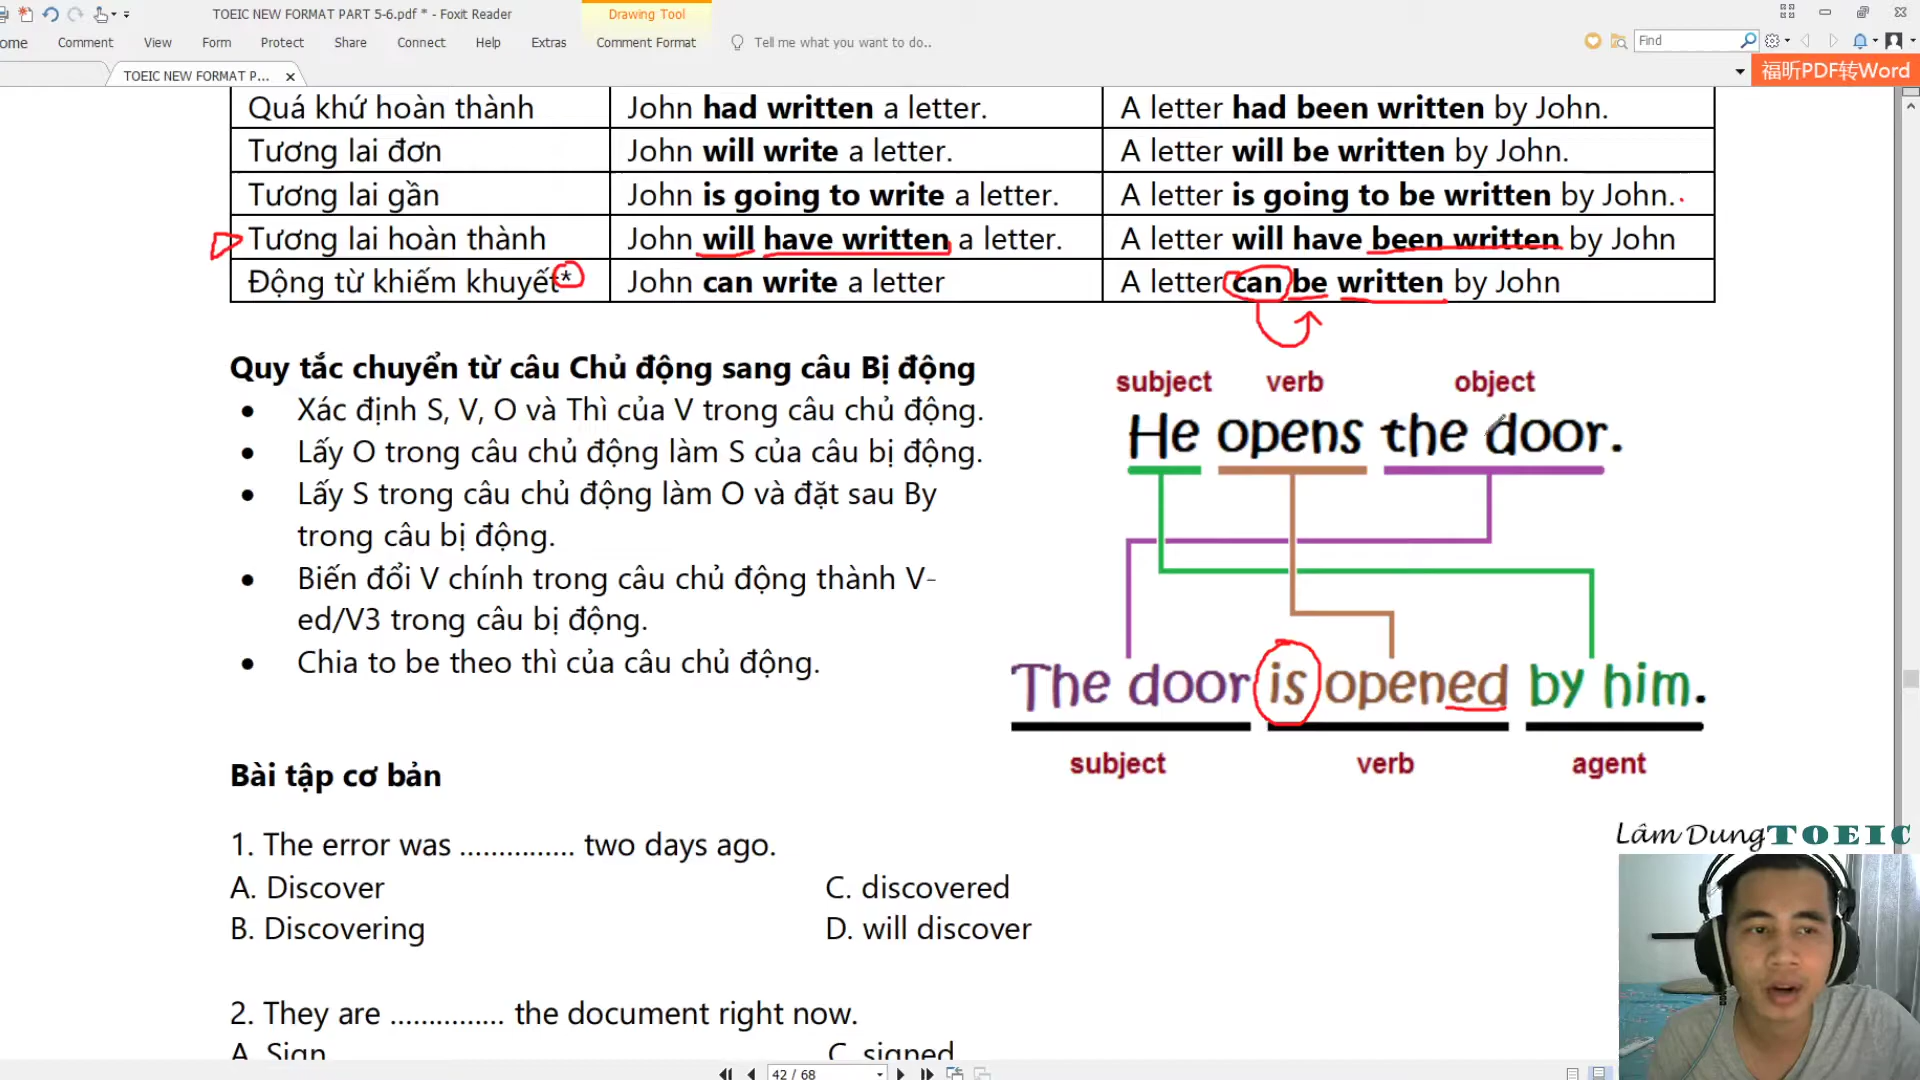 TOEIC NEW FORMAT PART 5-6.pdf * - Foxit Reader
Drawing Tool
ome Comment View Form Protect Share Connect Help Extras Comment Format Tell me what you want to do.. Find
TOEIC NEW FORMAT P... 福昕PDF转Word
Quá khứ hoàn thành John had written a letter. A letter had been written by John.
Tương lai đơn John will write a letter. A letter will be written by John.
Tương lai gần John is going to write a letter. A letter is going to be written by John.
Tương lai hoàn thành John will have written a letter. A letter will have been written by John
Động từ khiếm khuyết* John can write a letter A letter can be written by John
Quy tắc chuyển từ câu Chủ động sang câu Bị động
• Xác định S, V, O và Thì của V trong câu chủ động.
• Lấy O trong câu chủ động làm S của câu bị động.
• Lấy S trong câu chủ động làm O và đặt sau By
trong câu bị động.
• Biến đổi V chính trong câu chủ động thành V-
ed/V3 trong câu bị động.
• Chia to be theo thì của câu chủ động.
subject verb object
He opens the door.
The door is opened by him.
subject verb agent
Bài tập cơ bản
1. The error was ............... two days ago.
A. Discover C. discovered
B. Discovering D. will discover
2. They are ............... the document right now.
A. Sign C. signed
Lâm Dung TOEIC
42 / 68